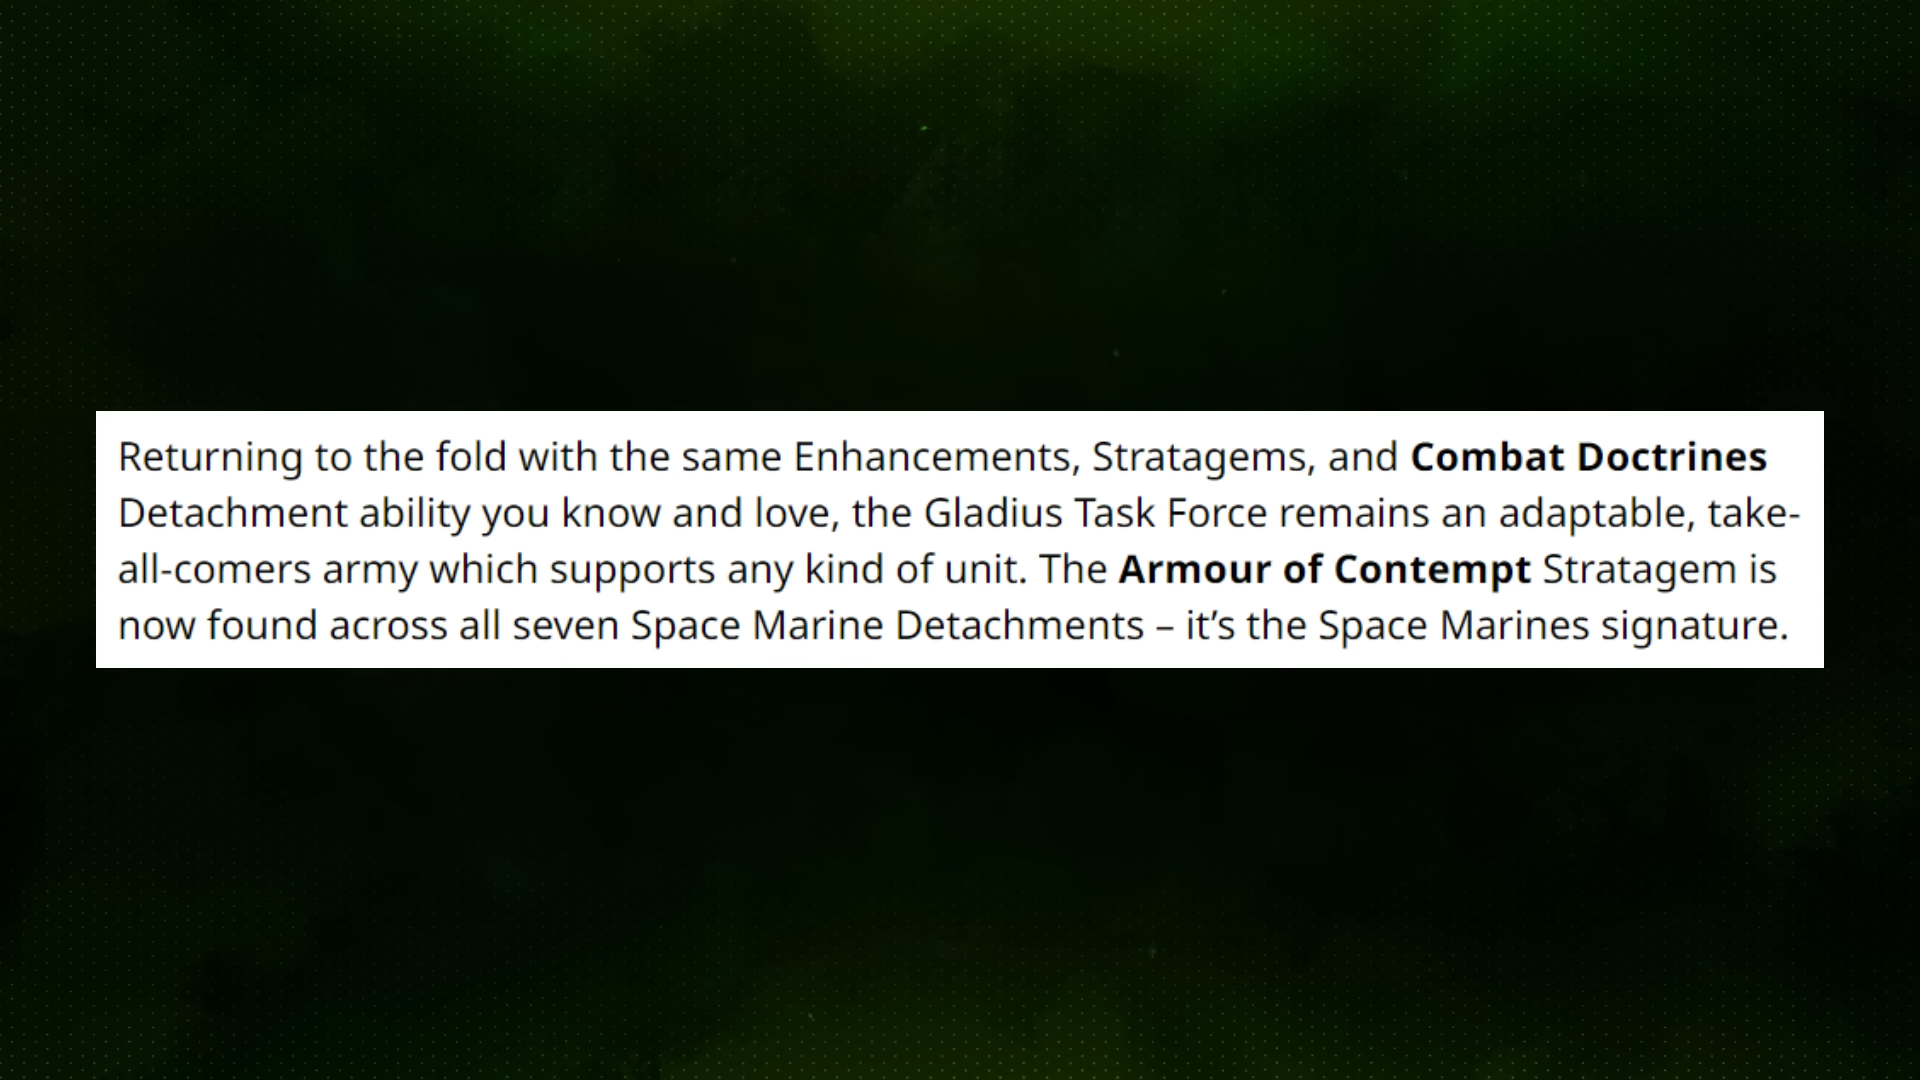 Returning to the fold with the same Enhancements, Stratagems, and Combat Doctrines
Detachment ability you know and love, the Gladius Task Force remains an adaptable, take-
all-comers army which supports any kind of unit. The Armour of Contempt Stratagem is
now found across all seven Space Marine Detachments – it’s the Space Marines signature.